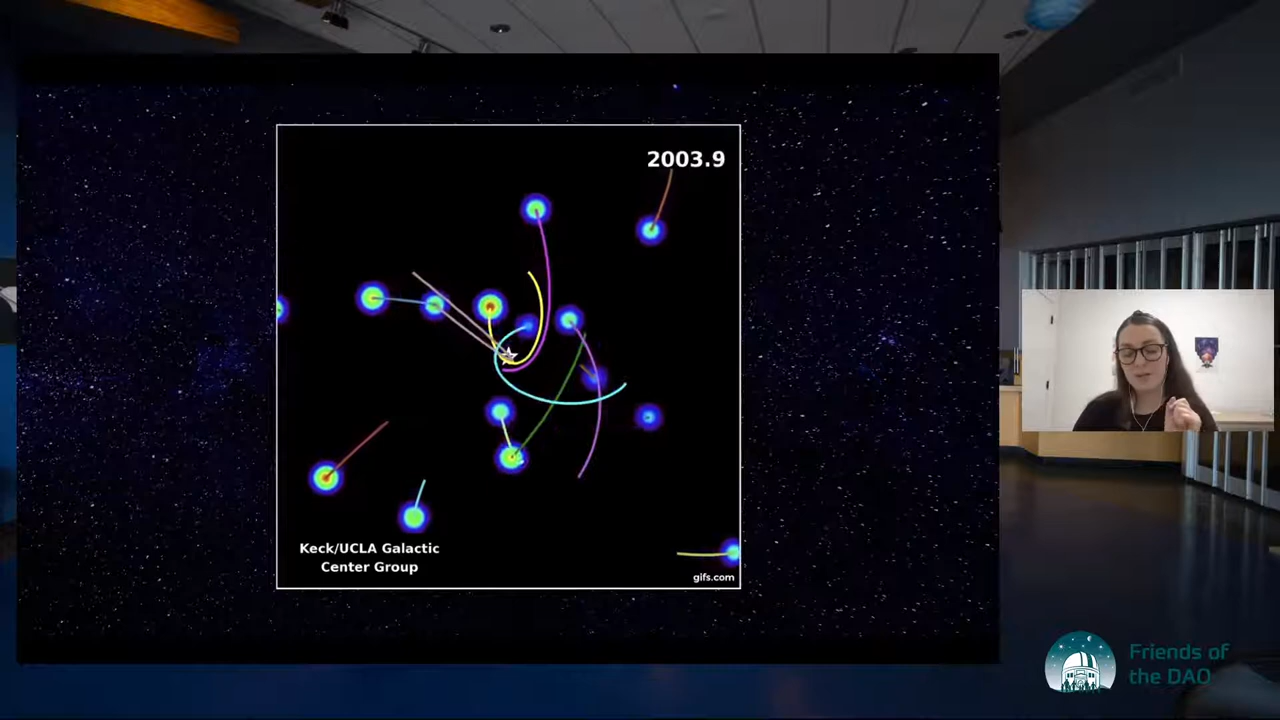 2003.9
Keck/UCLA Galactic
Center Group
gifs.com
Friends of
the DAO